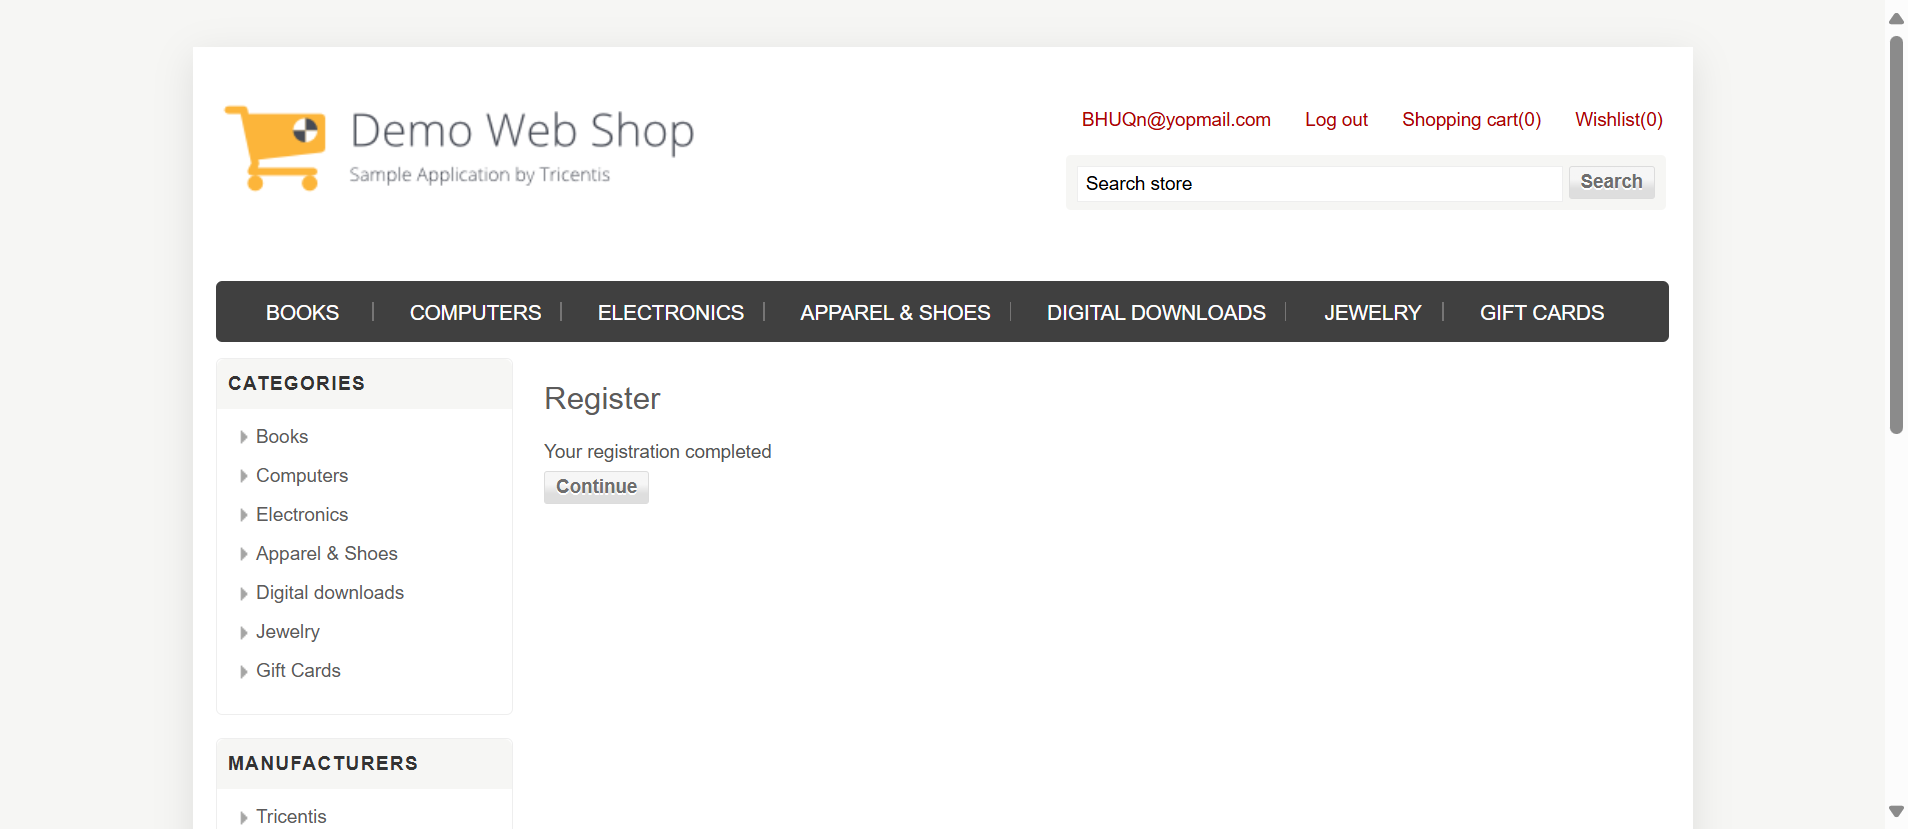 Demo Web Shop
Sample Application by Tricentis
BHUQn@yopmail.com Log out Shopping cart(0) Wishlist(0)
Search store Search
BOOKS COMPUTERS ELECTRONICS APPAREL & SHOES DIGITAL DOWNLOADS JEWELRY GIFT CARDS
CATEGORIES
Books
Computers
Electronics
Apparel & Shoes
Digital downloads
Jewelry
Gift Cards
MANUFACTURERS
Tricentis
Register
Your registration completed
Continue